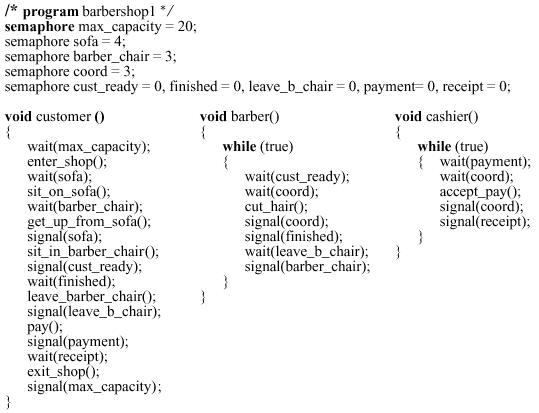 /* program barbershop1 */
semaphore max_capacity = 20;
semaphore sofa = 4;
semaphore barber_chair = 3;
semaphore coord = 3;
semaphore cust_ready = 0, finished = 0, leave_b_chair = 0, payment= 0, receipt = 0;
void customer ()
{
wait(max_capacity);
enter_shop();
wait(sofa);
sit_on_sofa();
wait(barber_chair);
get_up_from_sofa();
signal(sofa);
sit_in_barber_chair();
signal(cust_ready);
wait(finished);
leave_barber_chair();
signal(leave_b_chair);
pay();
signal(payment);
wait(receipt);
exit_shop();
signal(max_capacity);
}
void barber()
{
while (true)
{
wait(cust_ready);
wait(coord);
cut_hair();
signal(coord);
signal(finished);
wait(leave_b_chair);
signal(barber_chair);
}
}
void cashier()
{
while (true)
{ wait(payment);
wait(coord);
accept_pay();
signal(coord);
signal(receipt);
}
}